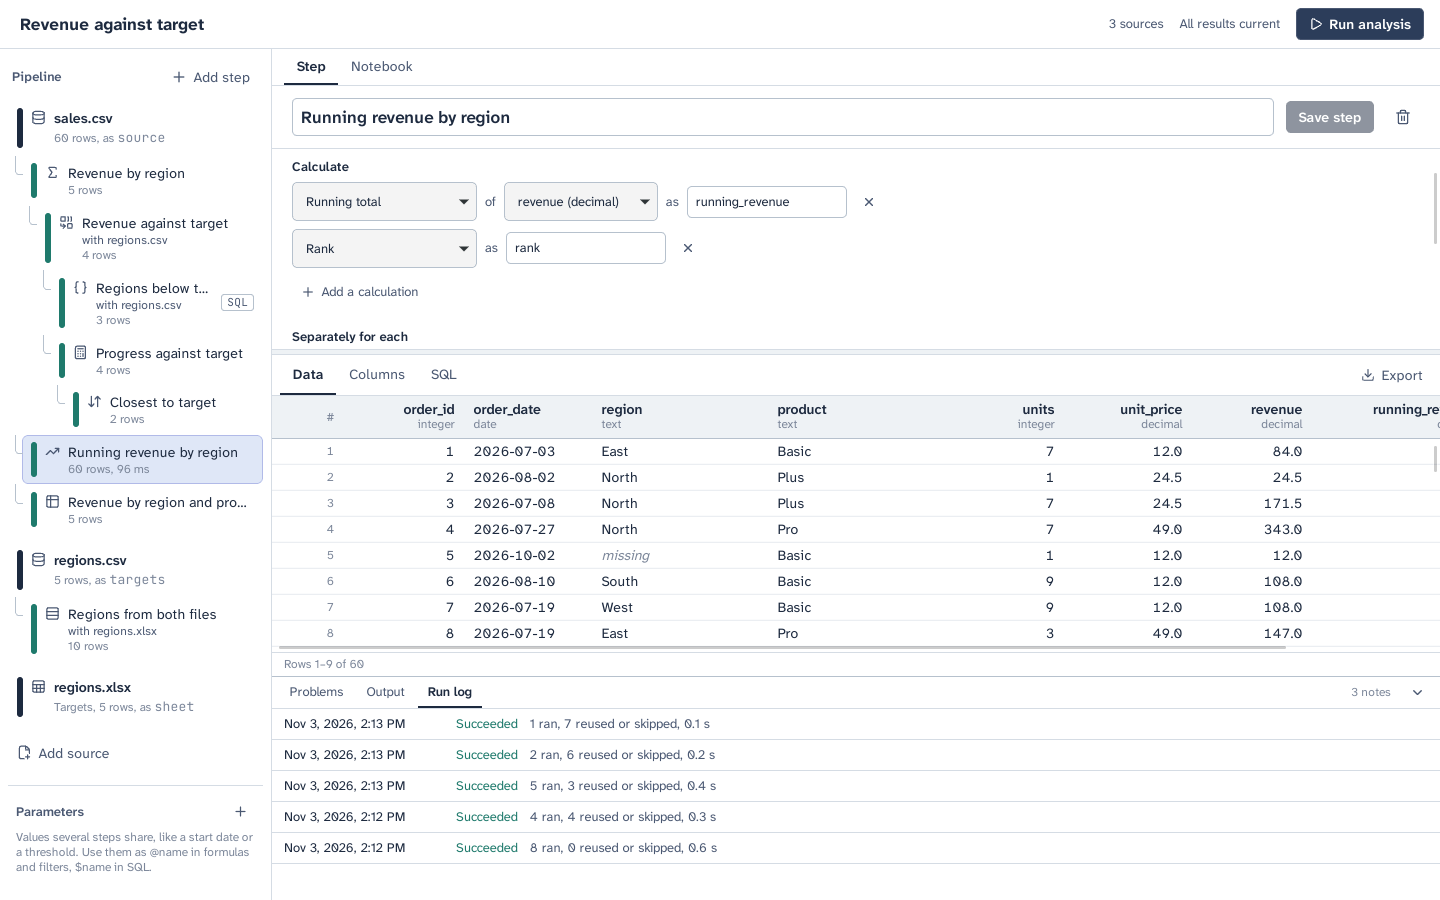 Revenue against target
3 sources
All results current
Run analysis
Pipeline
Add step
sales.csv
60 rows, as source
Revenue by region
5 rows
Revenue against target
with regions.csv
4 rows
Regions below t...
with regions.csv
3 rows
SQL
Progress against target
4 rows
Closest to target
2 rows
Running revenue by region
60 rows, 96 ms
Revenue by region and pro...
5 rows
regions.csv
5 rows, as targets
Regions from both files
with regions.xlsx
10 rows
regions.xlsx
Targets, 5 rows, as sheet
Add source
Parameters
Values several steps share, like a start date or
a threshold. Use them as @name in formulas
and filters, $name in SQL.
Step Notebook
Running revenue by region
Save step
Calculate
Running total of revenue (decimal) as running_revenue
Rank as rank
Add a calculation
Separately for each
Data Columns SQL
Export
# order_id order_date region product units unit_price revenue running_re
integer date text text integer decimal decimal
1 1 2026-07-03 East Basic 7 12.0 84.0
2 2 2026-08-02 North Plus 1 24.5 24.5
3 3 2026-07-08 North Plus 7 24.5 171.5
4 4 2026-07-27 North Pro 7 49.0 343.0
5 5 2026-10-02 missing Basic 1 12.0 12.0
6 6 2026-08-10 South Basic 9 12.0 108.0
7 7 2026-07-19 West Basic 9 12.0 108.0
8 8 2026-07-19 East Pro 3 49.0 147.0
Rows 1–9 of 60
Problems Output Run log
3 notes
Nov 3, 2026, 2:13 PM Succeeded 1 ran, 7 reused or skipped, 0.1 s
Nov 3, 2026, 2:13 PM Succeeded 2 ran, 6 reused or skipped, 0.2 s
Nov 3, 2026, 2:13 PM Succeeded 5 ran, 3 reused or skipped, 0.4 s
Nov 3, 2026, 2:12 PM Succeeded 4 ran, 4 reused or skipped, 0.3 s
Nov 3, 2026, 2:12 PM Succeeded 8 ran, 0 reused or skipped, 0.6 s